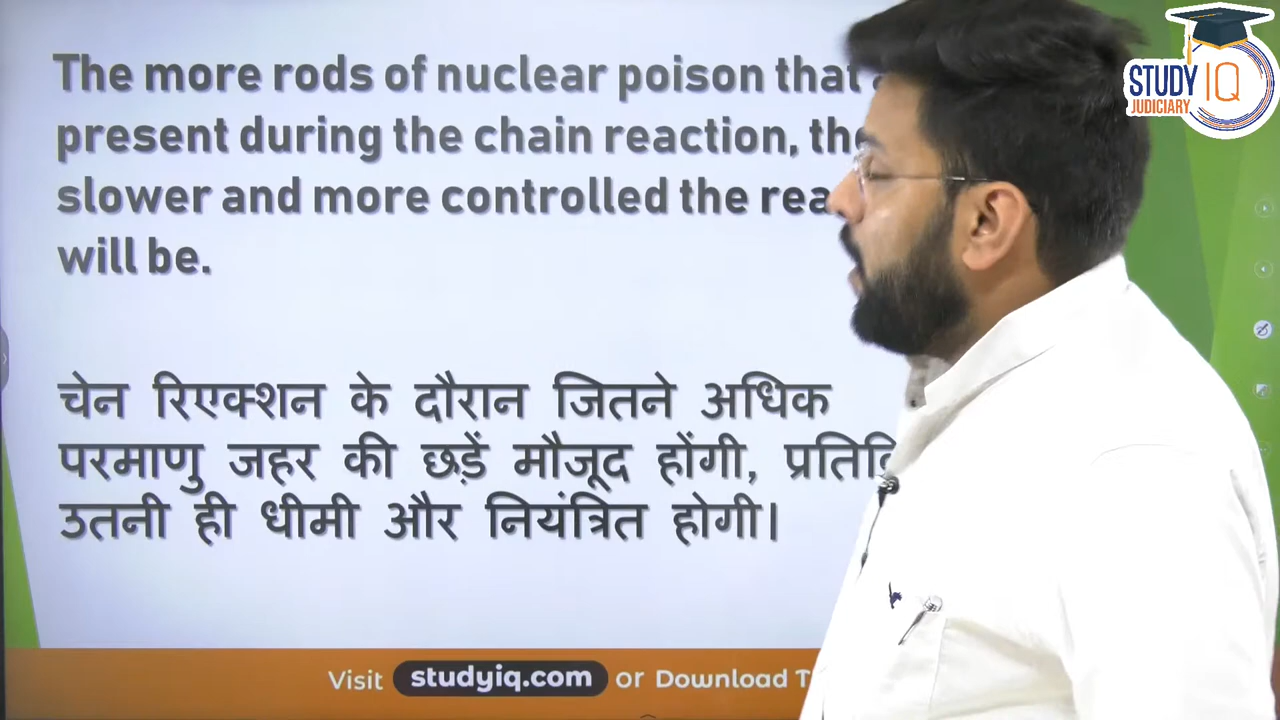 The more rods of nuclear poison that
present during the chain reaction, the
slower and more controlled the
will be.
चेन रिएक्शन के दौरान जितने अधिक
परमाणु जहर की छड़ें मौजूद होंगी,
उतनी ही धीमी और नियंत्रित होगी।
STUDY IQ
JUDICIARY
Visit studyiq.com or Download